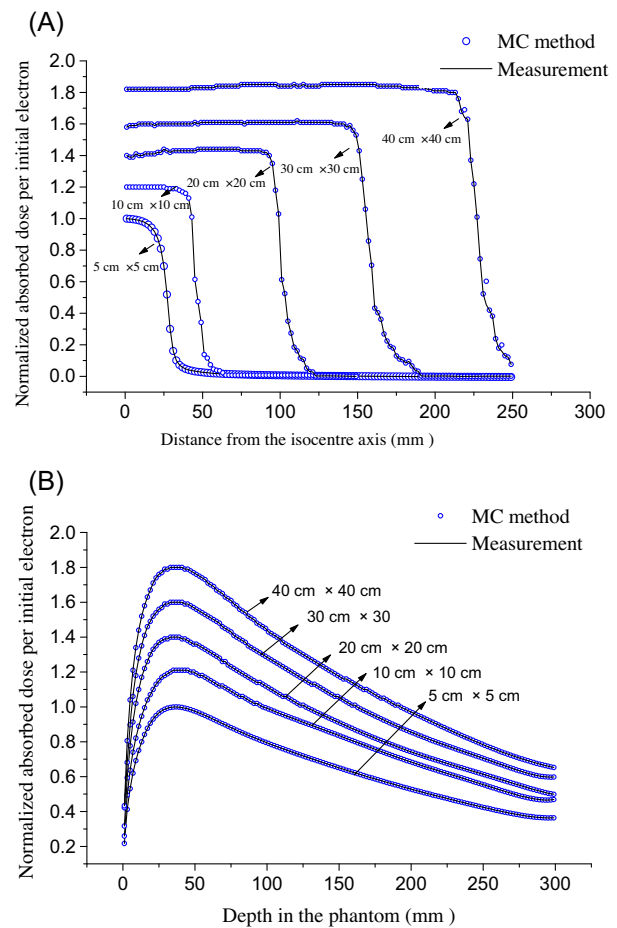 (A)
MC method
Measurement
Normalized absorbed dose per initial electron
2.0
1.8
1.6
1.4
1.2
1.0
0.8
0.6
0.4
0.2
0.0
40 cm ×40 cm
30 cm ×30 cm
20 cm ×20 cm
10 cm ×10 cm
5 cm ×5 cm
0 50 100 150 200 250 300
Distance from the isocentre axis (mm )
(B)
MC method
Measurement
Normalized absorbed dose per initial electron
2.0
1.8
1.6
1.4
1.2
1.0
0.8
0.6
0.4
0.2
40 cm × 40 cm
30 cm × 30
20 cm × 20 cm
10 cm × 10 cm
5 cm × 5 cm
0 50 100 150 200 250 300
Depth in the phantom (mm )